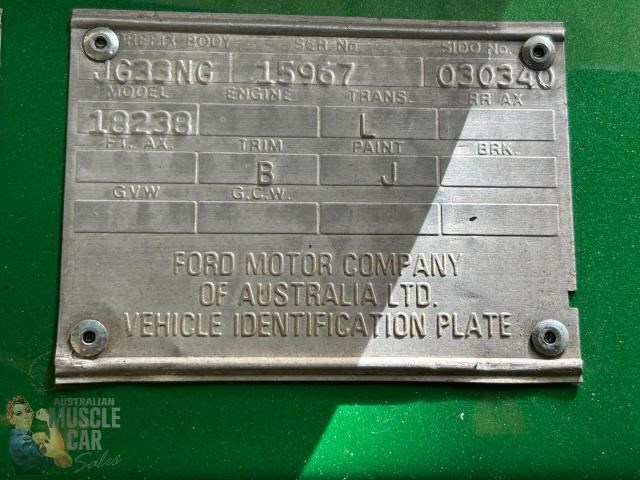 PREFIX BODY SER No SIDO No.
JG33NG 15967 030340
MODEL ENGINE TRANS. RR AX
18238 L
FT. AX. TRIM PAINT BRK.
B J
G.V.W G.C.W.
FORD MOTOR COMPANY
OF AUSTRALIA LTD.
VEHICLE IDENTIFICATION PLATE
AUSTRALIAN
MUSCLE
CAR
Sales